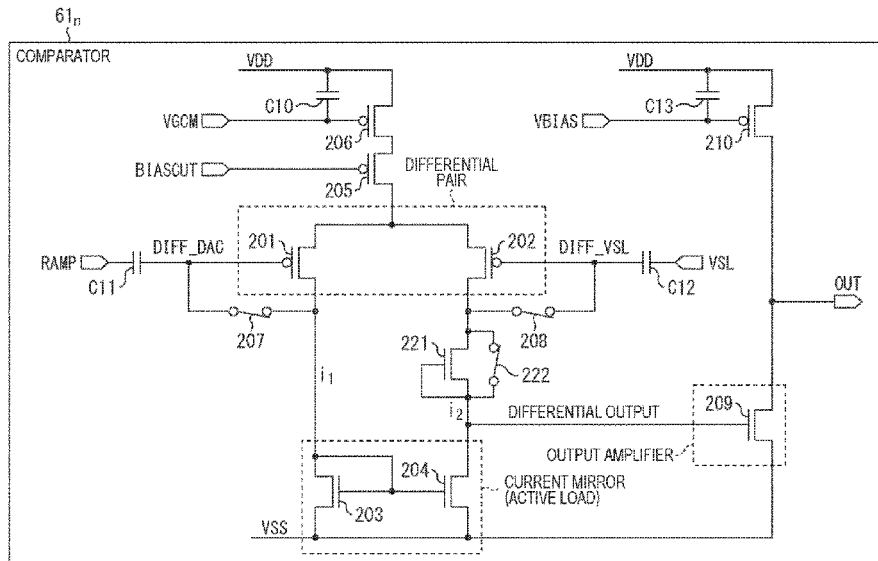 61n
COMPARATOR
VDD
VDD
C10
C13
VGCM
VBIAS
206
210
BIASCUT
205
DIFFERENTIAL
PAIR
201
202
DIFF_DAC
DIFF_VSL
RAMP
VSL
C11
C12
OUT
207
208
221
222
i1
i2
DIFFERENTIAL OUTPUT
209
OUTPUT AMPLIFIER
204
CURRENT MIRROR
(ACTIVE LOAD)
203
VSS